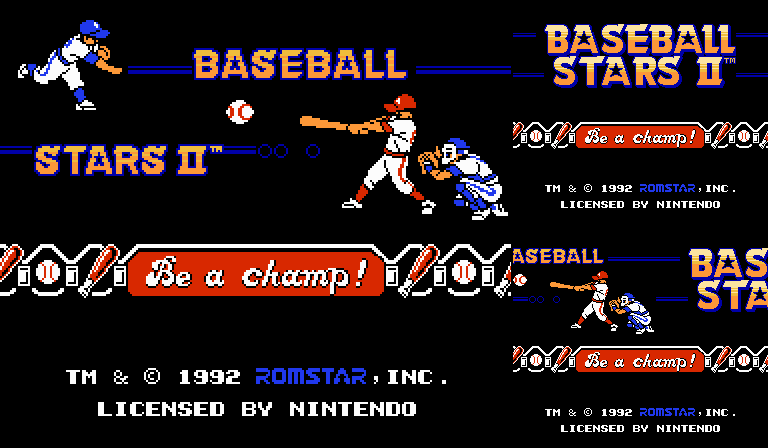 BASEBALL
STARS II™
Be a champ!
TM & © 1992 ROMSTAR, INC.
LICENSED BY NINTENDO
BASEBALL
STARS II™
Be a champ!
TM & © 1992 ROMSTAR, INC.
LICENSED BY NINTENDO
ASEBALL
BAS
STA
Be a champ!
TM & © 1992 ROMSTAR, INC.
LICENSED BY NINTENDO